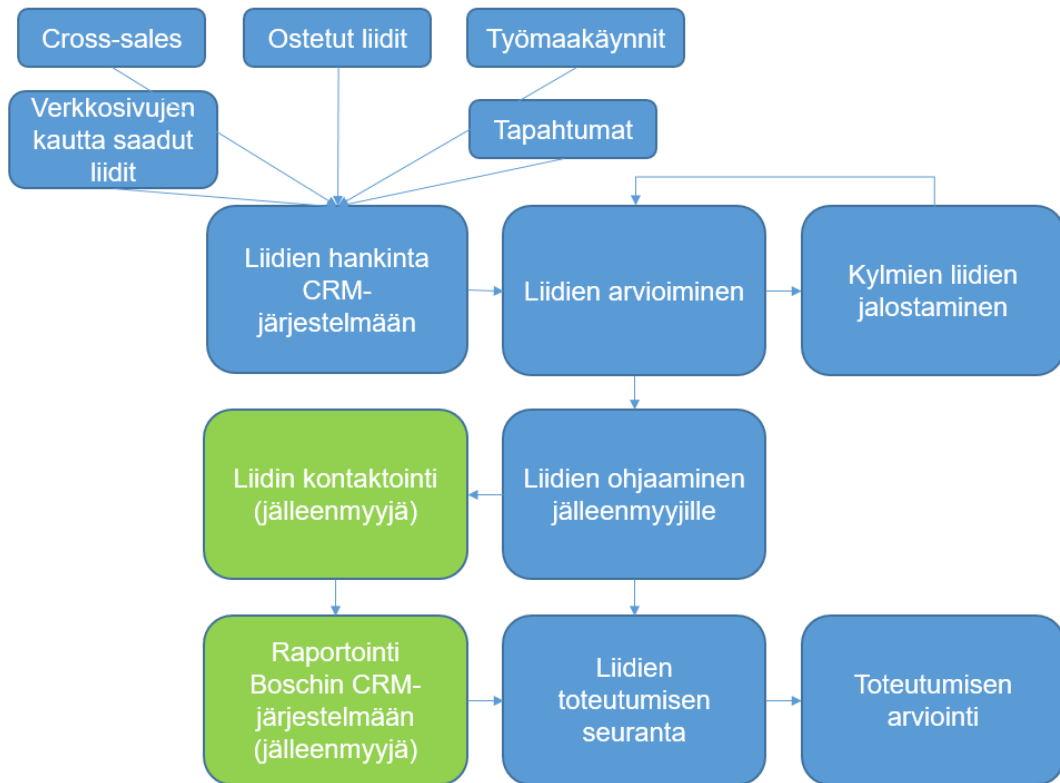 Cross-sales
Ostetut liidit
Työmaakäynnit
Verkkosivujen
kautta saadut
liidit
Tapahtumat
Liidien hankinta
CRM-
järjestelmään
Liidien arvioiminen
Kylmien liidien
jalostaminen
Liidin kontaktointi
(jälleenmyyjä)
Liidien ohjaaminen
jälleenmyyjille
Raportointi
Boschin CRM-
järjestelmään
(jälleenmyyjä)
Liidien
toteutumisen
seuranta
Toteutumisen
arviointi